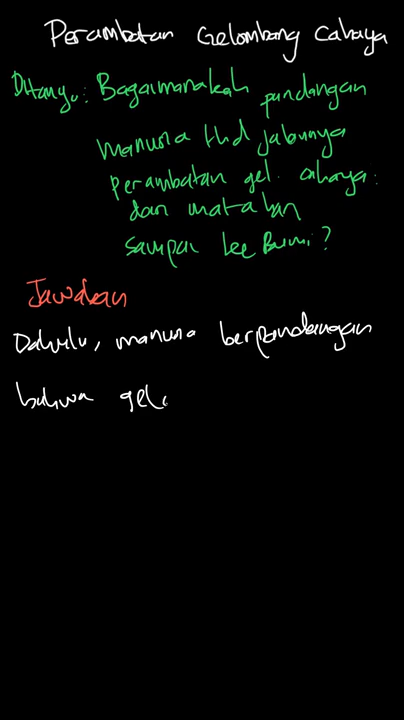 Perambatan Gelombang Cahaya
Ditanya: Bagaimanakah pandangan
manusia thd jalannya
perambatan gel. cahaya
dari matahari
sampai ke Bumi?
Jawaban
Dahulu, manusia berpandangan
bahwa gel